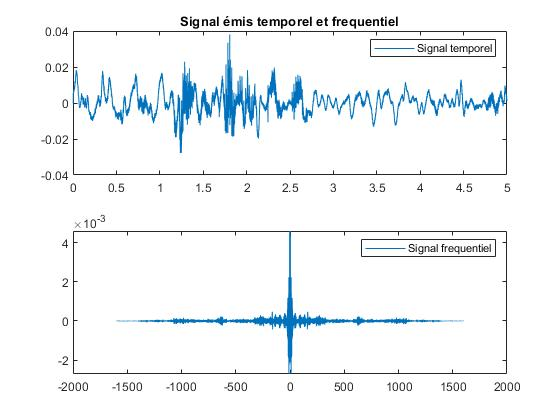 Signal émis temporel et frequentiel
Signal temporel
0.04
0.02
0
-0.02
-0.04
0 0.5 1 1.5 2 2.5 3 3.5 4 4.5 5
×10⁻³
Signal frequentiel
4
2
0
-2
-2000 -1500 -1000 -500 0 500 1000 1500 2000